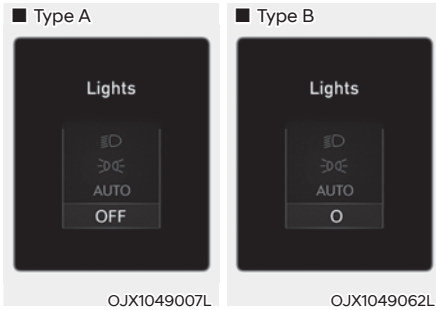 ■ Type A
Lights
AUTO
OFF
OJX1049007L
■ Type B
Lights
AUTO
O
OJX1049062L